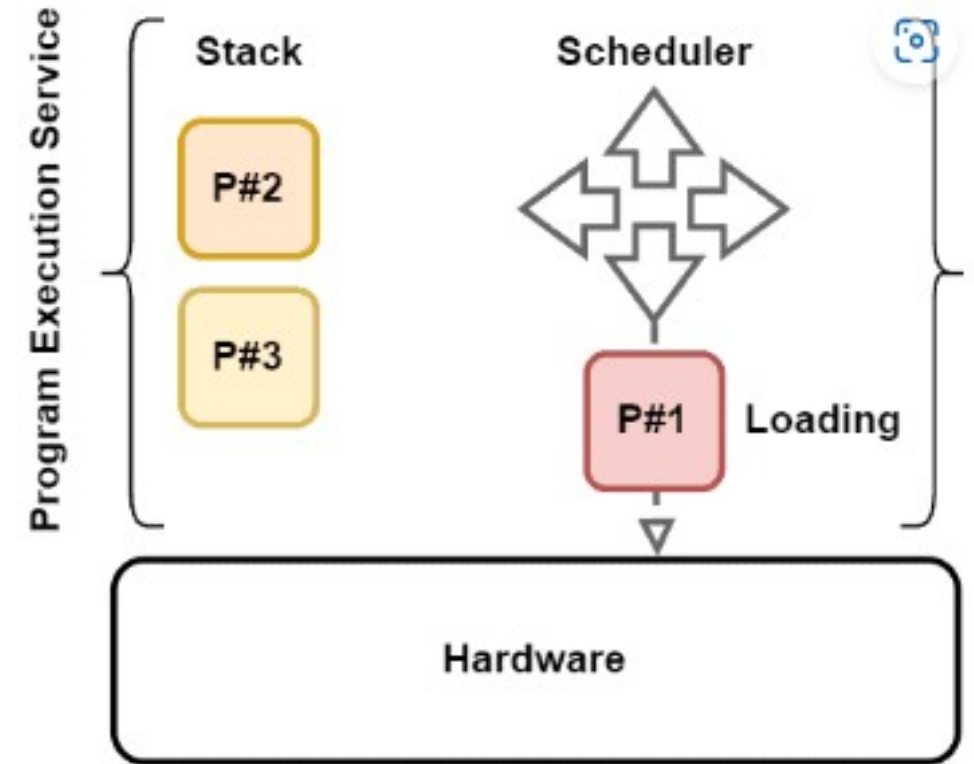 Program Execution Service
Stack
Scheduler
P#2
P#3
P#1
Loading
Hardware